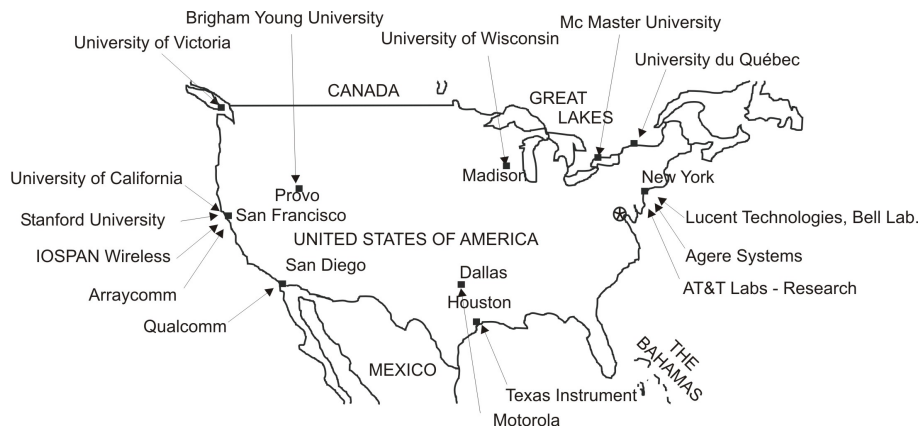 Brigham Young University
University of Victoria
University of Wisconsin
Mc Master University
University du Québec
CANADA
GREAT
LAKES
University of California
Stanford University
IOSPAN Wireless
Arraycomm
Qualcomm
Provo
San Francisco
Madison
New York
UNITED STATES OF AMERICA
San Diego
Dallas
Houston
Lucent Technologies, Bell Lab.
Agere Systems
AT&T Labs - Research
MEXICO
THE
BAHAMAS
Texas Instrument
Motorola